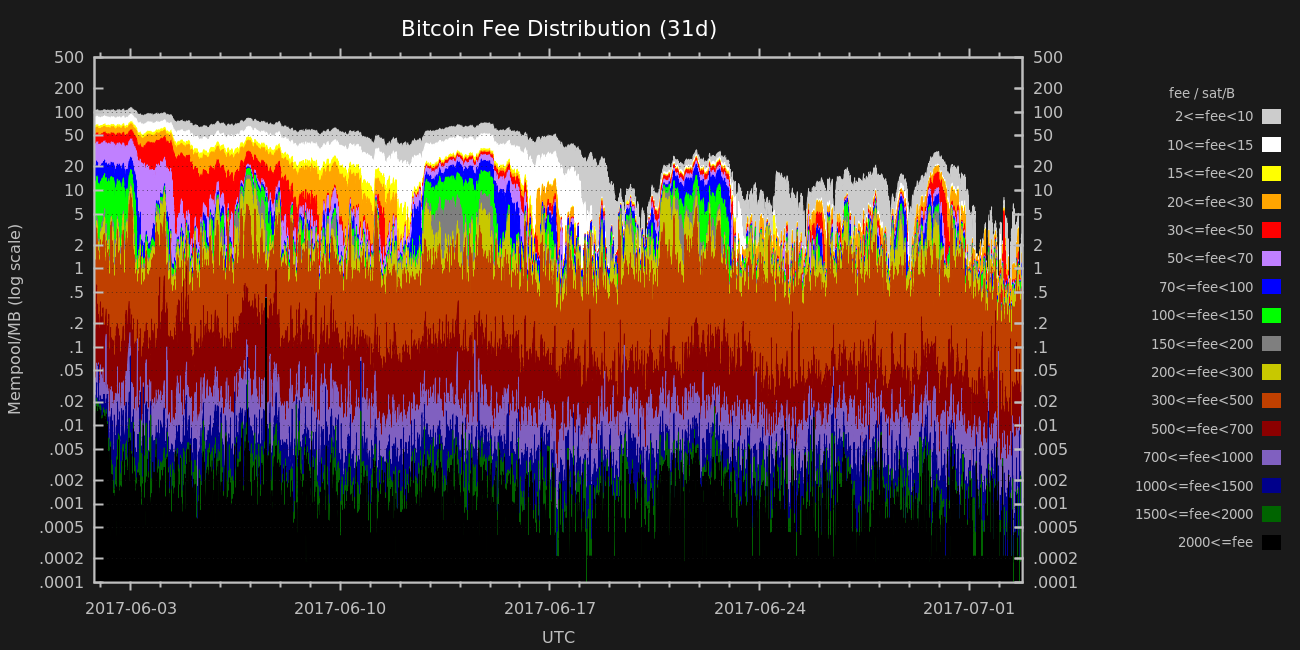 Bitcoin Fee Distribution (31d)
500
200
100
50
20
10
5
2
1
.5
.2
.1
.05
.02
.01
.005
.002
.001
.0005
.0002
.0001
Mempool/MB (log scale)
500
200
100
50
20
10
5
2
1
.5
.2
.1
.05
.02
.01
.005
.002
.001
.0005
.0002
.0001
2017-06-03 2017-06-10 2017-06-17 2017-06-24 2017-07-01
UTC
fee / sat/B
2<=fee<10
10<=fee<15
15<=fee<20
20<=fee<30
30<=fee<50
50<=fee<70
70<=fee<100
100<=fee<150
150<=fee<200
200<=fee<300
300<=fee<500
500<=fee<700
700<=fee<1000
1000<=fee<1500
1500<=fee<2000
2000<=fee